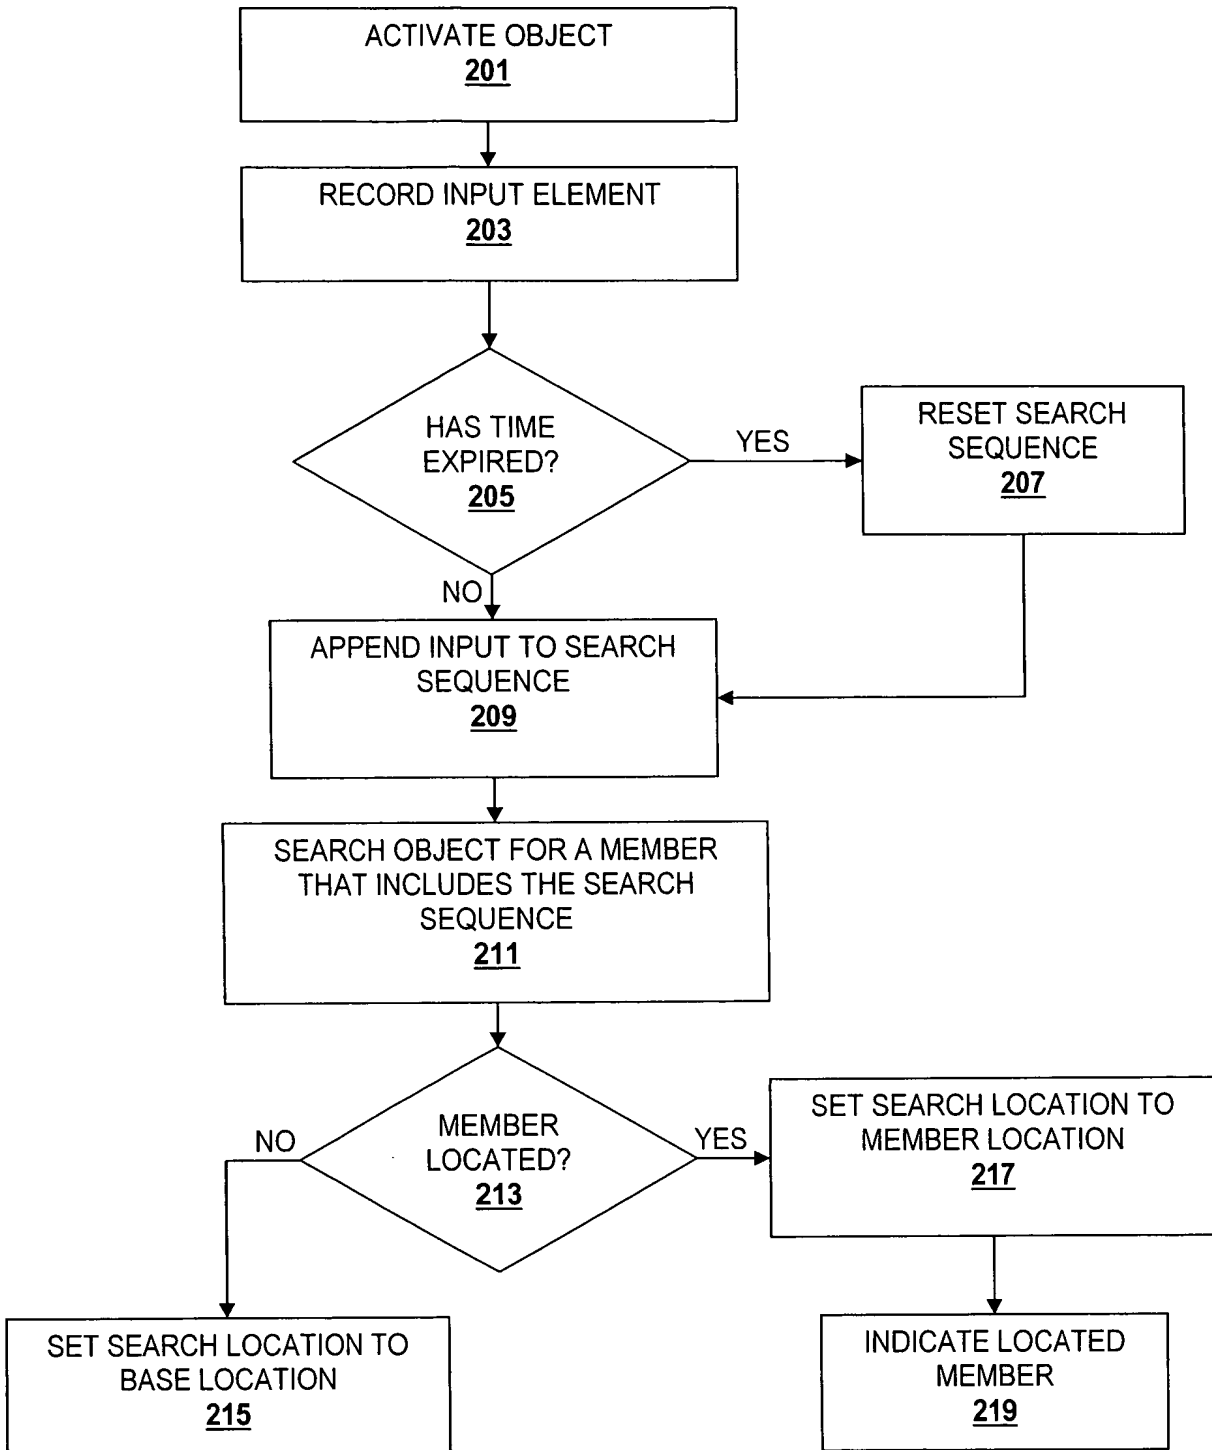 ACTIVATE OBJECT
201
RECORD INPUT ELEMENT
203
HAS TIME
EXPIRED?
205
YES
RESET SEARCH
SEQUENCE
207
NO
APPEND INPUT TO SEARCH
SEQUENCE
209
SEARCH OBJECT FOR A MEMBER
THAT INCLUDES THE SEARCH
SEQUENCE
211
MEMBER
LOCATED?
213
NO
YES
SET SEARCH LOCATION TO
MEMBER LOCATION
217
SET SEARCH LOCATION TO
BASE LOCATION
215
INDICATE LOCATED
MEMBER
219